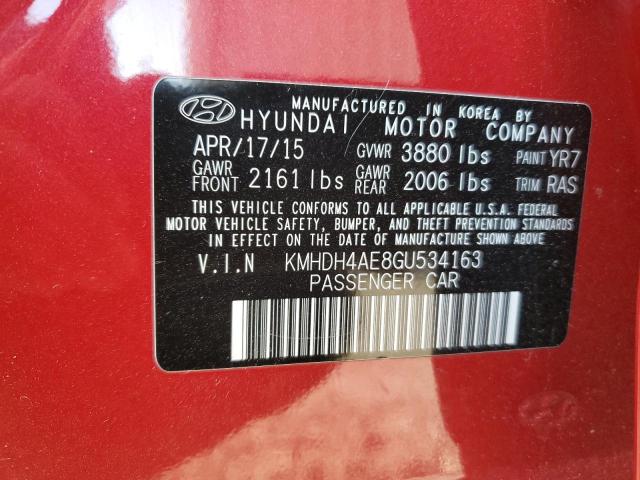 MANUFACTURED IN KOREA BY
HYUNDAI MOTOR COMPANY
APR/17/15 GVWR 3880 lbs PAINT YR7
GAWR FRONT 2161 lbs GAWR REAR 2006 lbs TRIM RAS
THIS VEHICLE CONFORMS TO ALL APPLICABLE U.S.A. FEDERAL
MOTOR VEHICLE SAFETY, BUMPER, AND THEFT PREVENTION STANDARDS
IN EFFECT ON THE DATE OF MANUFACTURE SHOWN ABOVE
V.I.N KMHDH4AE8GU534163
PASSENGER CAR